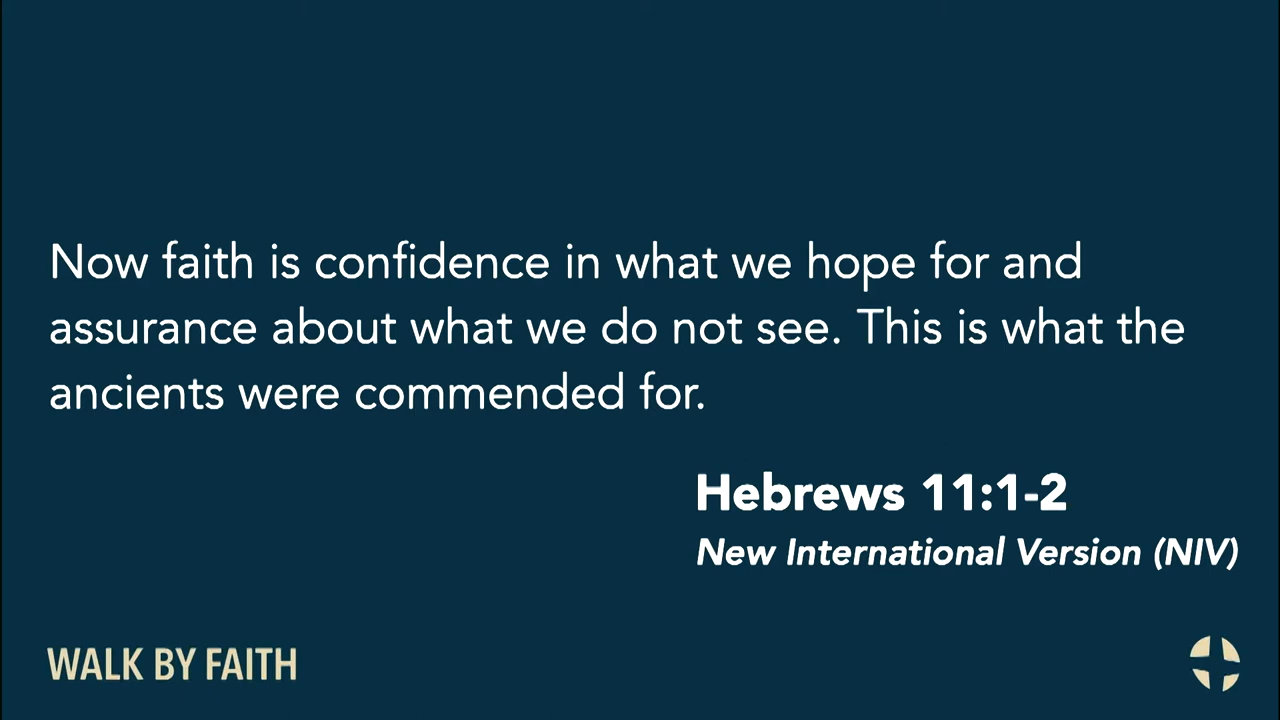 Now faith is confidence in what we hope for and
assurance about what we do not see. This is what the
ancients were commended for.
Hebrews 11:1-2
New International Version (NIV)
WALK BY FAITH